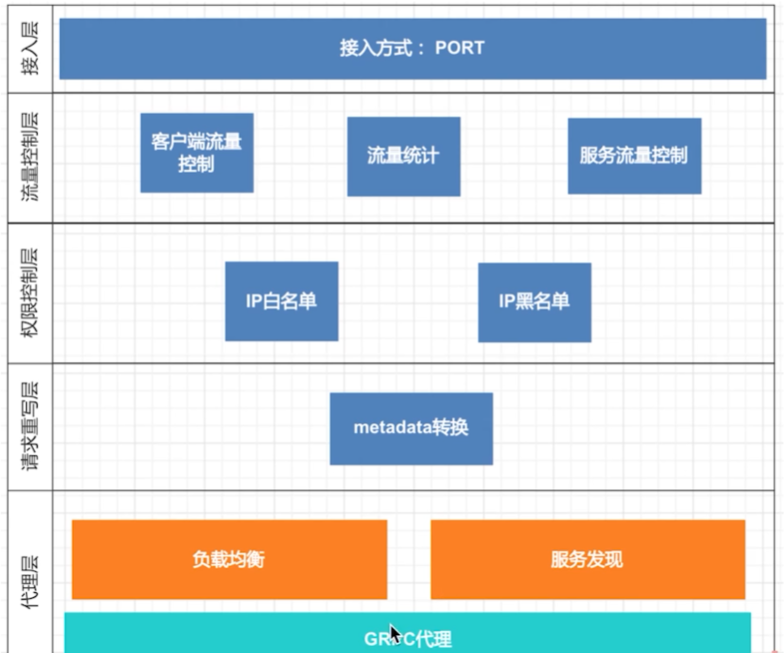 接入层
接入方式： PORT
流量控制层
客户端流量
控制
流量统计
服务流量控制
权限控制层
IP白名单
IP黑名单
请求重写层
metadata转换
代理层
负载均衡
服务发现
GRPC代理